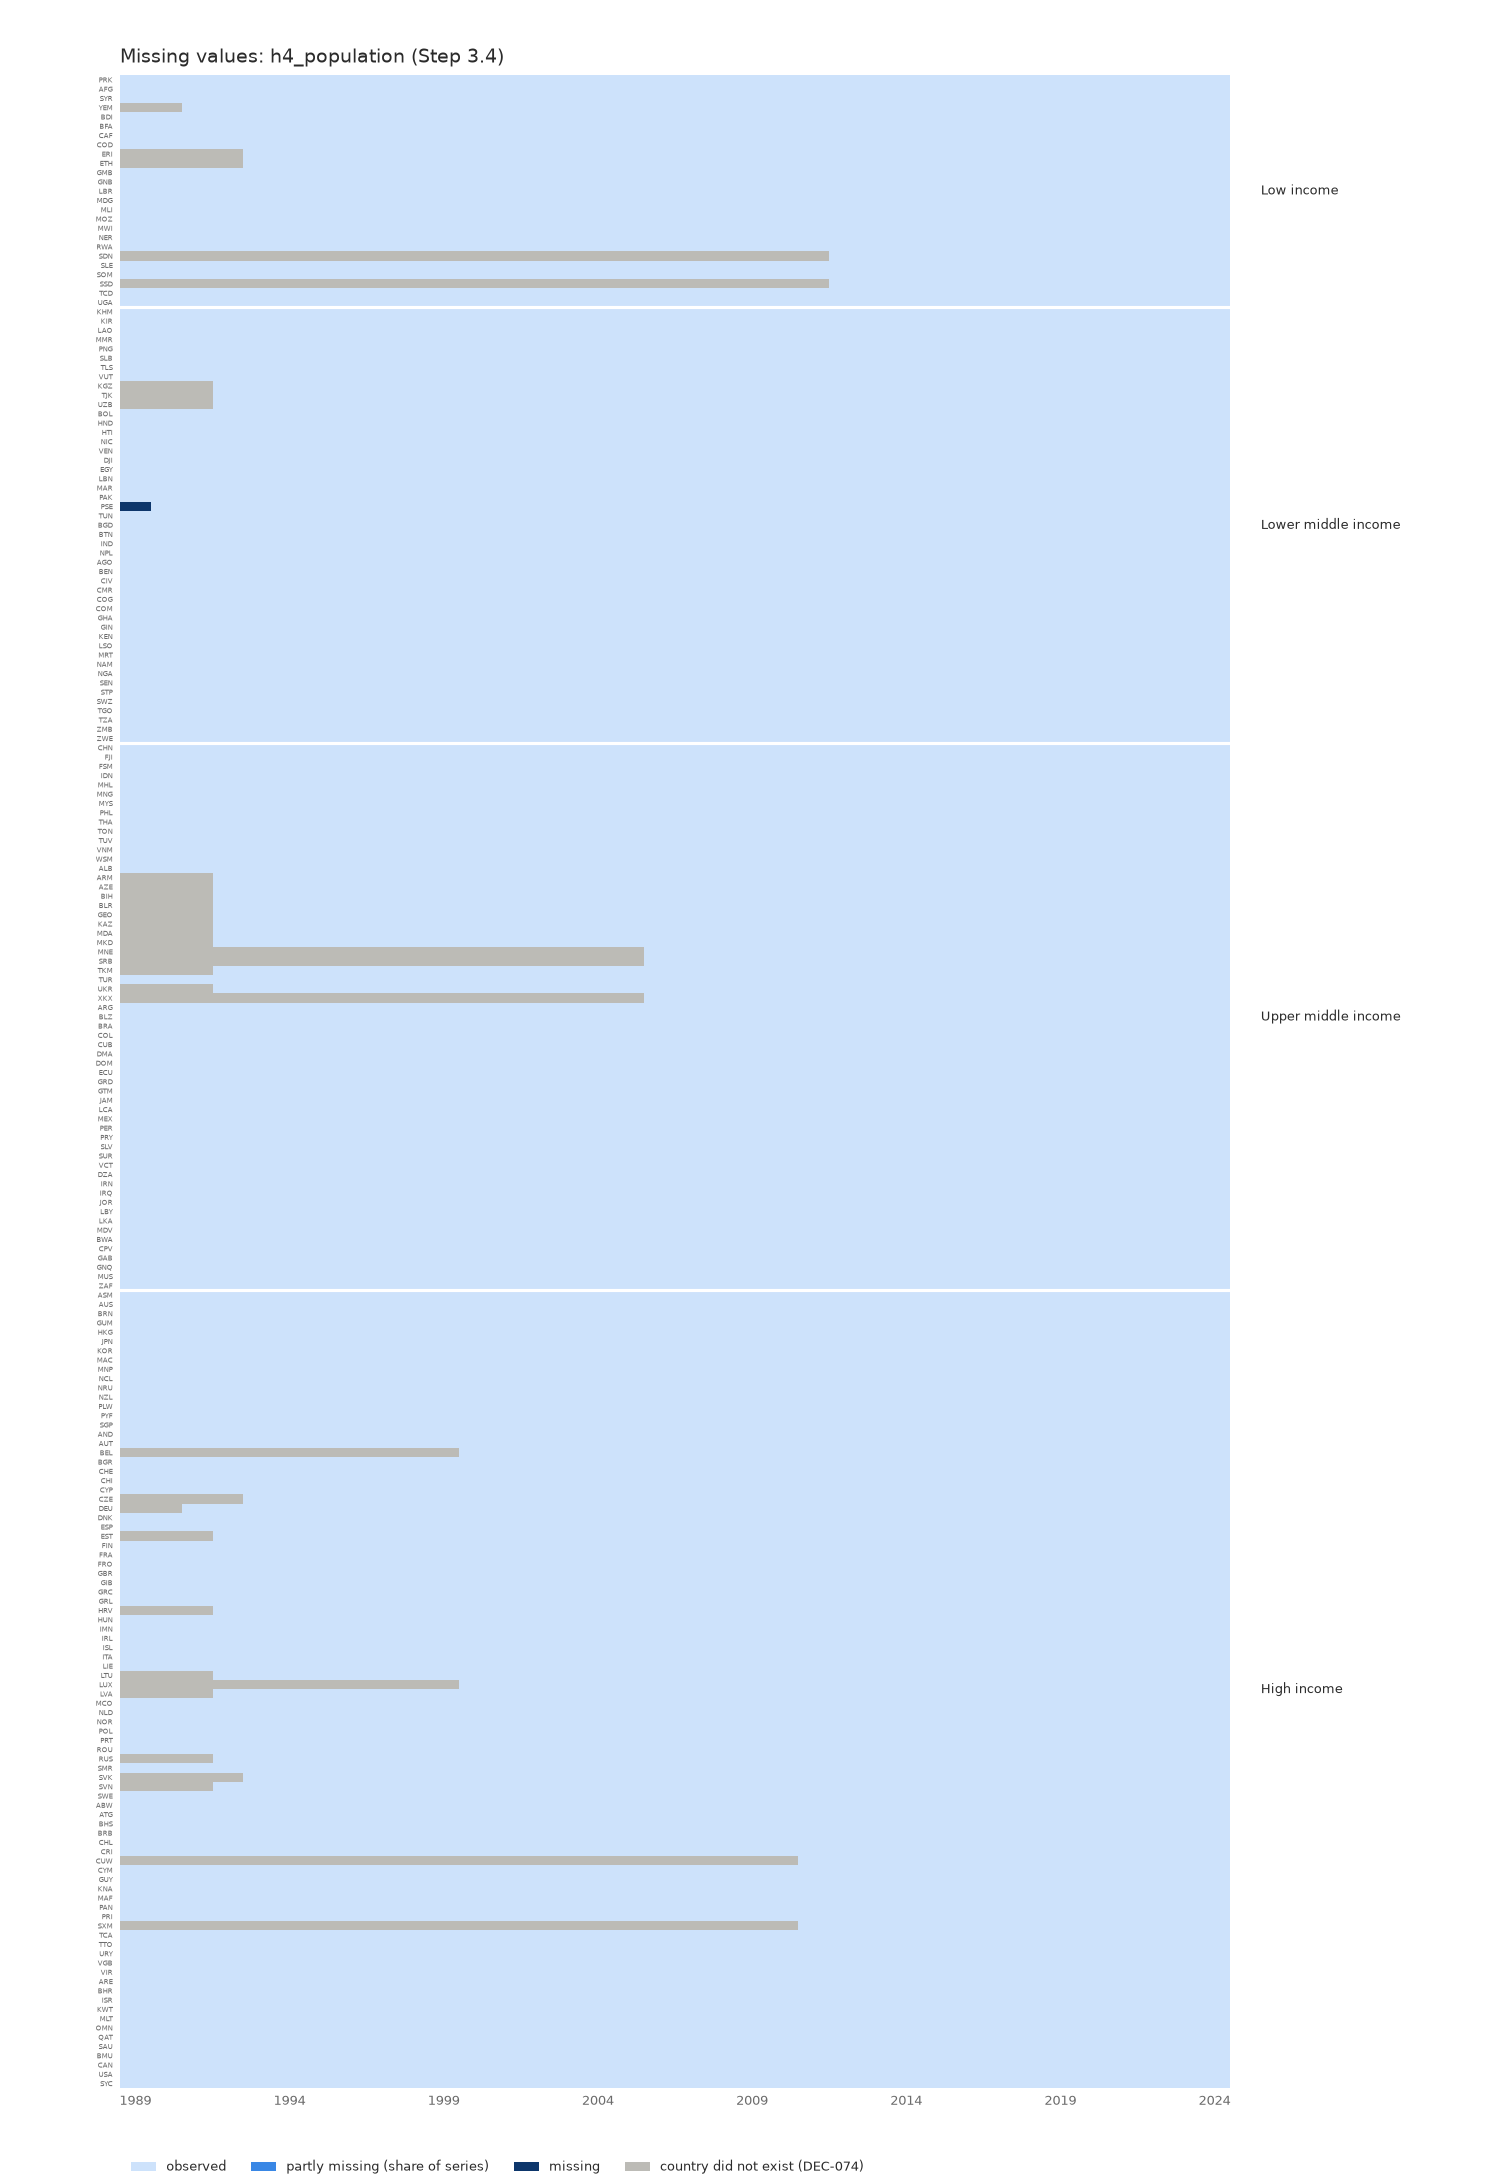 Missing values: h4_population (Step 3.4)
PRK
AFG
SYR
YEM
BDI
BFA
CAF
COD
ERI
ETH
GMB
GNB
LBR
MDG
MLI
MOZ
MWI
NER
RWA
SDN
SLE
SOM
SSD
TCD
UGA
Low income
KHM
KIR
LAO
MMR
PNG
SLB
TLS
VUT
KGZ
TJK
UZB
BOL
HND
HTI
NIC
VEN
DJI
EGY
LBN
MAR
PAK
PSE
TUN
BGD
BTN
IND
NPL
AGO
BEN
CIV
CMR
COG
COM
GHA
GIN
KEN
LSO
MRT
NAM
NGA
SEN
STP
SWZ
TGO
TZA
ZMB
ZWE
Lower middle income
CHN
FJI
FSM
IDN
MHL
MNG
MYS
PHL
THA
TON
TUV
VNM
WSM
ALB
ARM
AZE
BIH
BLR
GEO
KAZ
MDA
MKD
MNE
SRB
TKM
TUR
UKR
XKX
ARG
BLZ
BRA
COL
CUB
DMA
DOM
ECU
GRD
GTM
JAM
LCA
MEX
PER
PRY
SLV
SUR
VCT
DZA
IRN
IRQ
JOR
LBY
LKA
MDV
BWA
CPV
GAB
GNQ
MUS
ZAF
Upper middle income
ASM
AUS
BRN
GUM
HKG
JPN
KOR
MAC
MNP
NCL
NRU
NZL
PLW
PYF
SGP
AND
AUT
BEL
BGR
CHE
CHI
CYP
CZE
DEU
DNK
ESP
EST
FIN
FRA
FRO
GBR
GIB
GRC
GRL
HRV
HUN
IMN
IRL
ISL
ITA
LIE
LTU
LUX
LVA
MCO
NLD
NOR
POL
PRT
ROU
RUS
SMR
SVK
SVN
SWE
ABW
ATG
BHS
BRB
CHL
CRI
CUW
CYM
GUY
KNA
MAF
PAN
PRI
SXM
TCA
TTO
URY
VGB
VIR
ARE
BHR
ISR
KWT
MLT
OMN
QAT
SAU
BMU
CAN
USA
SYC
High income
1989 1994 1999 2004 2009 2014 2019 2024
observed partly missing (share of series) missing country did not exist (DEC-074)